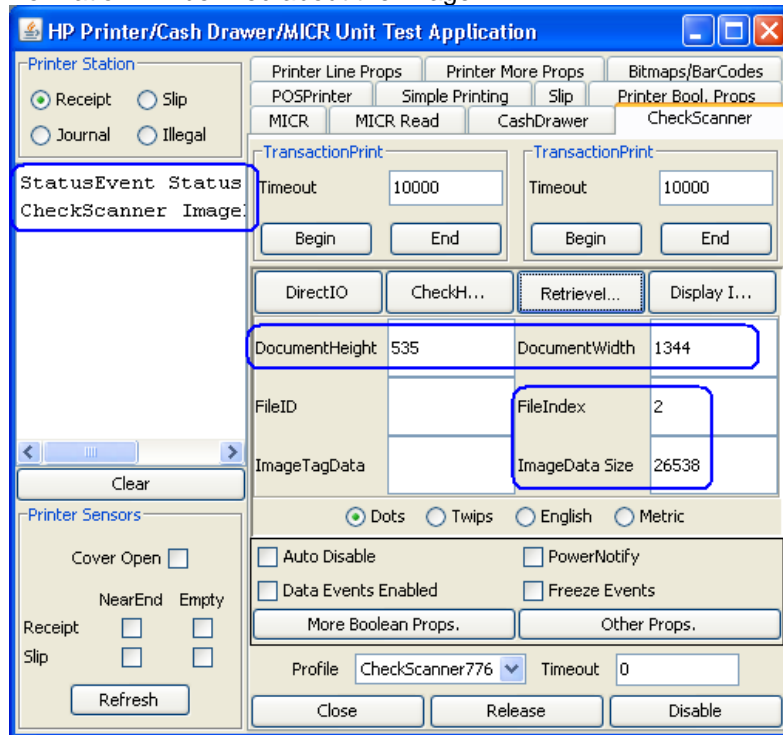 HP Printer/Cash Drawer/MICR Unit Test Application
Printer Station
Receipt Slip
Journal Illegal
Printer Line Props Printer More Props Bitmaps/BarCodes
POSPrinter Simple Printing Slip Printer Bool. Props
MICR MICR Read CashDrawer CheckScanner
StatusEvent Status
CheckScanner Image
TransactionPrint TransactionPrint
Timeout 10000 Timeout 10000
Begin End Begin End
DirectIO CheckH... Retrievel... Display I...
DocumentHeight 535 DocumentWidth 1344
FileID FileIndex 2
ImageTagData ImageData Size 26538
Clear
Dots Twips English Metric
Printer Sensors
Cover Open
NearEnd Empty
Receipt
Slip
Refresh
Auto Disable PowerNotify
Data Events Enabled Freeze Events
More Boolean Props. Other Props.
Profile CheckScanner776 Timeout 0
Close Release Disable